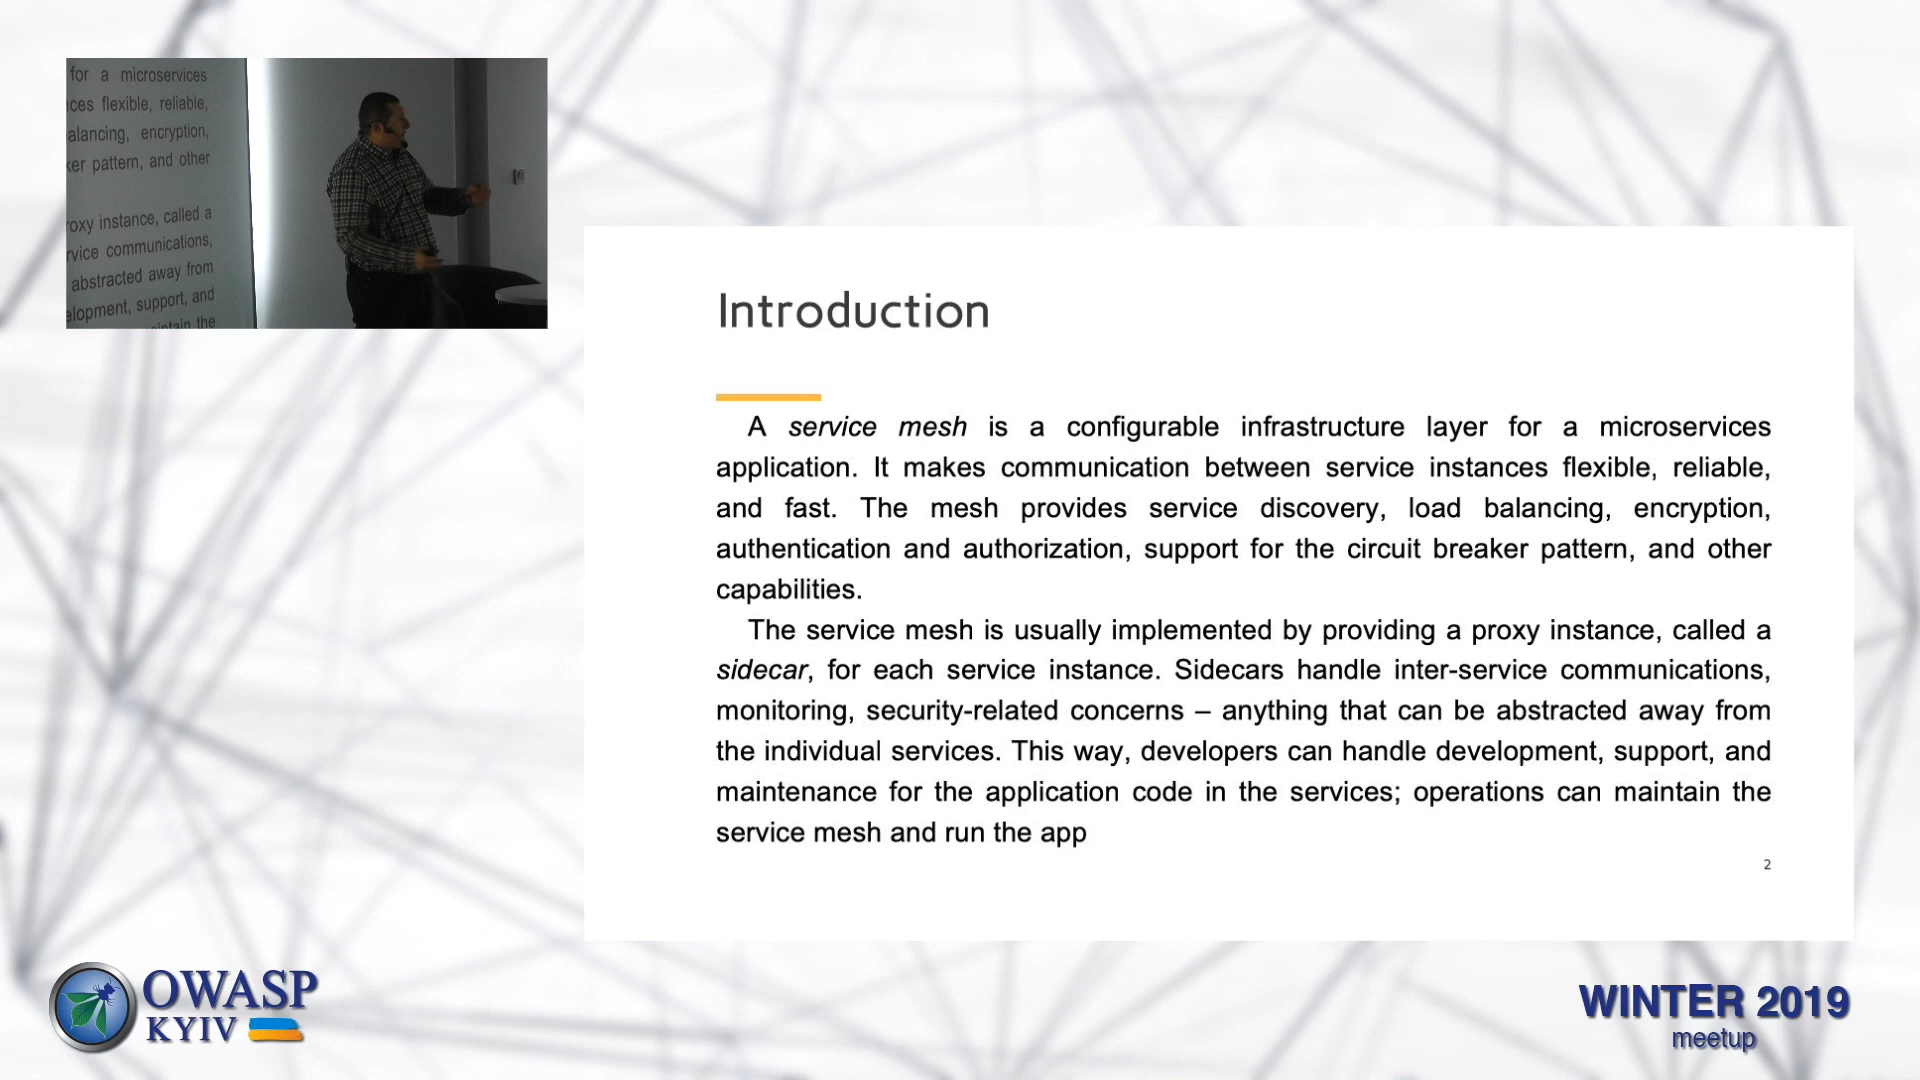 for a microservices
ces flexible, reliable,
alancing, encryption,
ker pattern, and other
roxy instance, called a
rvice communications,
abstracted away from
elopment, support, and
intain the
Introduction
A service mesh is a configurable infrastructure layer for a microservices
application. It makes communication between service instances flexible, reliable,
and fast. The mesh provides service discovery, load balancing, encryption,
authentication and authorization, support for the circuit breaker pattern, and other
capabilities.
The service mesh is usually implemented by providing a proxy instance, called a
sidecar, for each service instance. Sidecars handle inter-service communications,
monitoring, security-related concerns – anything that can be abstracted away from
the individual services. This way, developers can handle development, support, and
maintenance for the application code in the services; operations can maintain the
service mesh and run the app
2
OWASP
KYIV
WINTER 2019
meetup